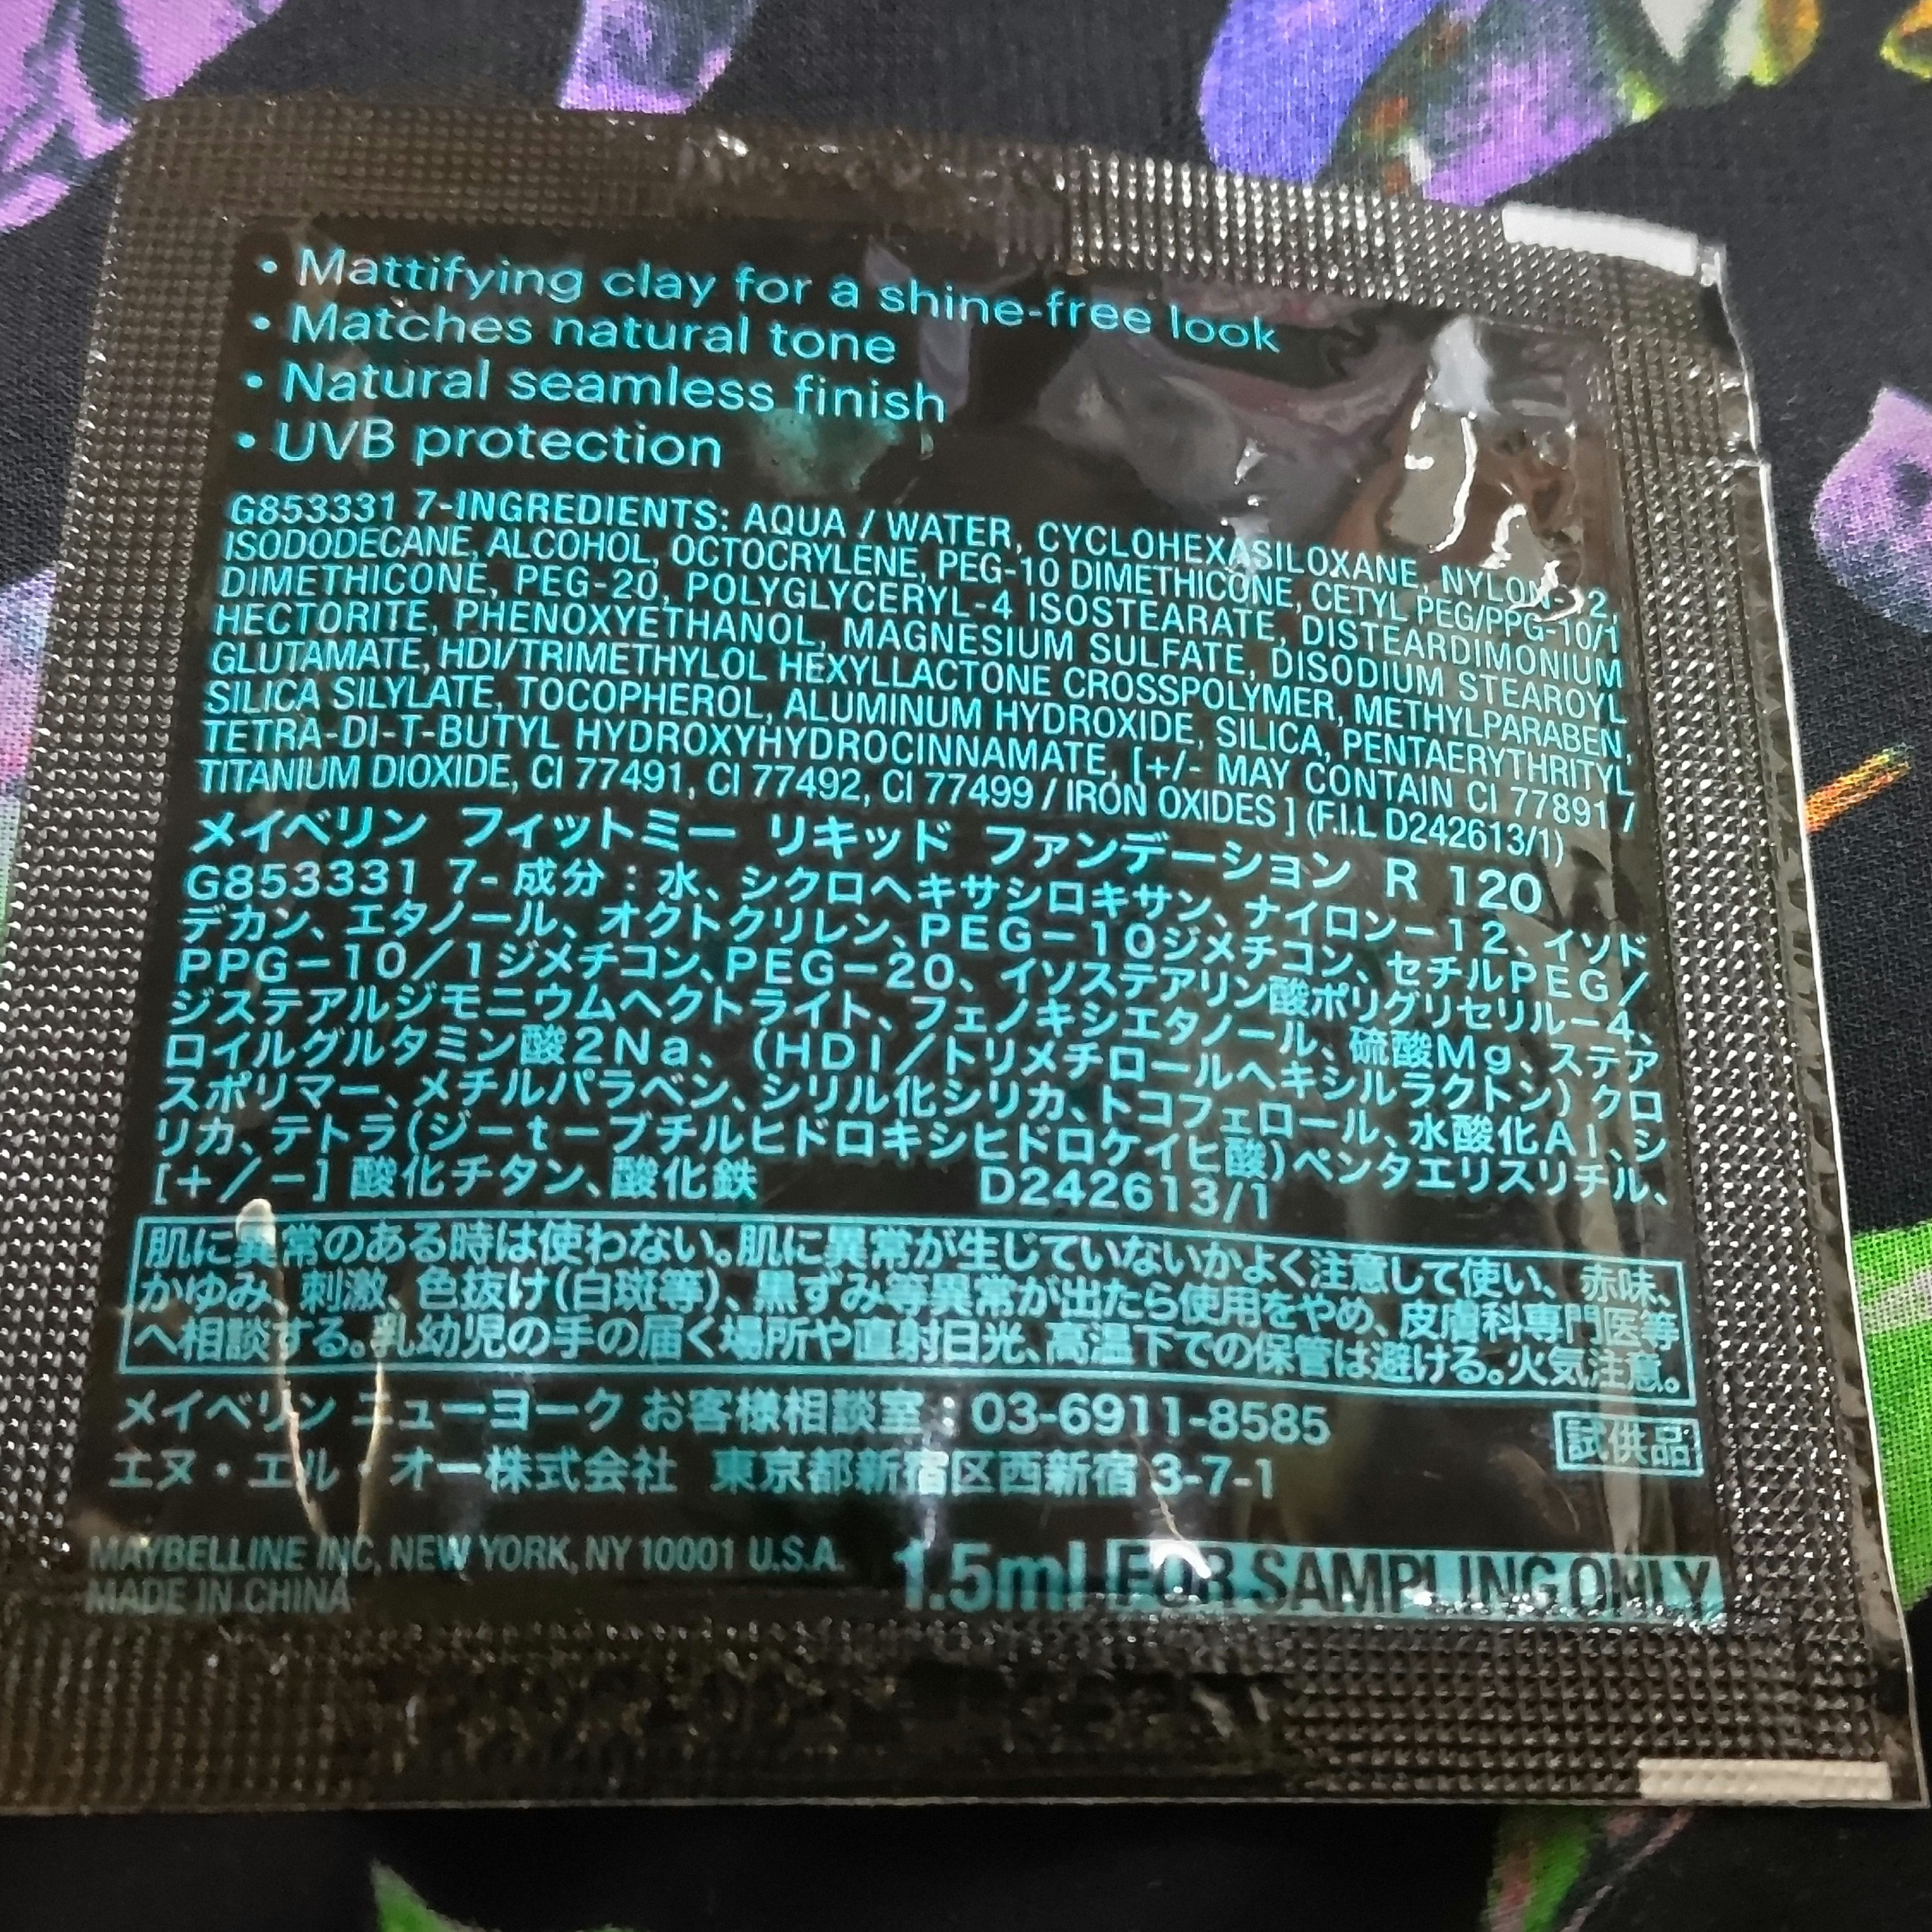 • Mattifying clay for a shine-free look
• Matches natural tone
• Natural seamless finish
• UVB protection
G853331 7-INGREDIENTS: AQUA / WATER, CYCLOHEXASILOXANE, NYLON-12,
ISODODECANE, ALCOHOL, OCTOCRYLENE, PEG-10 DIMETHICONE, CETYL PEG/PPG-10/1
DIMETHICONE, PEG-20, POLYGLYCERYL-4 ISOSTEARATE, DISTEARDIMONIUM
HECTORITE, PHENOXYETHANOL, MAGNESIUM SULFATE, DISODIUM STEAROYL
GLUTAMATE, HDI/TRIMETHYLOL HEXYLLACTONE CROSSPOLYMER, METHYLPARABEN,
SILICA SILYLATE, TOCOPHEROL, ALUMINUM HYDROXIDE, SILICA, PENTAERYTHRITYL
TETRA-DI-T-BUTYL HYDROXYHYDROCINNAMATE, [+/- MAY CONTAIN CI 77891 /
TITANIUM DIOXIDE, CI 77491, CI 77492, CI 77499 / IRON OXIDES ] (F.I.L D242613/1)
メイベリン フィットミー リキッド ファンデーション R 120
G853331 7- 成分 : 水、シクロヘキサシロキサン、ナイロン－12、イソド
デカン、エタノール、オクトクリレン、PEG－10ジメチコン、セチルPEG/
PPG－10/1ジメチコン、PEG－20、イソステアリン酸ポリグリセリル－4、
ジステアルジモニウムヘクトライト、フェノキシエタノール、硫酸Mg、ステア
ロイルグルタミン酸2Na、（HDI/トリメチロールヘキシルラクトン）クロ
スポリマー、メチルパラベン、シリル化シリカ、トコフェロール、水酸化Al、シ
リカ、テトラ(ジーtーブチルヒドロキシヒドロケイヒ酸)ペンタエリスリチル、
[+/－] 酸化チタン、酸化鉄 D242613/1
肌に異常のある時は使わない。肌に異常が生じていないかよく注意して使い、赤味、
かゆみ、刺激、色抜け(白斑等)、黒ずみ等異常が出たら使用をやめ、皮膚科専門医等
へ相談する。乳幼児の手の届く場所や直射日光、高温下での保管は避ける。火気注意。
メイベリン ニューヨーク お客様相談室 : 03-6911-8585
試供品
エヌ・エル・オー株式会社 東京都新宿区西新宿 3-7-1
MAYBELLINE INC, NEW YORK, NY 10001 U.S.A.
MADE IN CHINA
1.5ml FOR SAMPLING ONLY